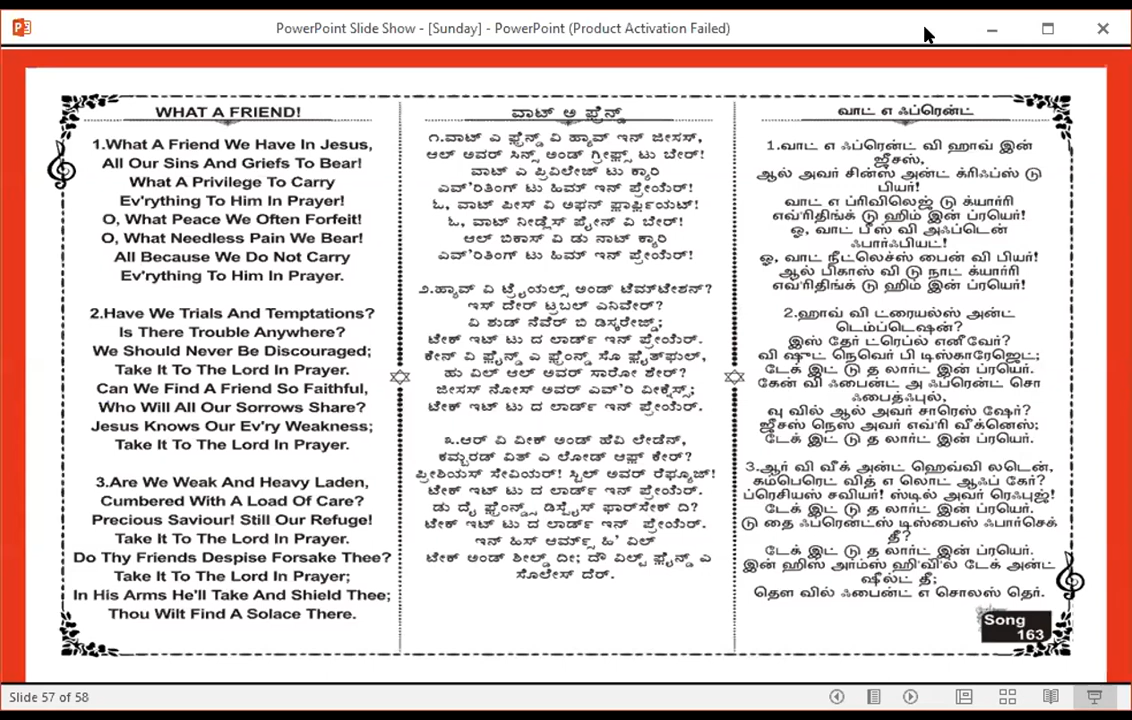 PowerPoint Slide Show - [Sunday] - PowerPoint (Product Activation Failed)
WHAT A FRIEND!
1.What A Friend We Have In Jesus,
All Our Sins And Griefs To Bear!
What A Privilege To Carry
Ev'rything To Him In Prayer!
O, What Peace We Often Forfeit!
O, What Needless Pain We Bear!
All Because We Do Not Carry
Ev'rything To Him In Prayer.
2.Have We Trials And Temptations?
Is There Trouble Anywhere?
We Should Never Be Discouraged;
Take It To The Lord In Prayer.
Can We Find A Friend So Faithful,
Who Will All Our Sorrows Share?
Jesus Knows Our Ev'ry Weakness;
Take It To The Lord In Prayer.
3.Are We Weak And Heavy Laden,
Cumbered With A Load Of Care?
Precious Saviour! Still Our Refuge!
Take It To The Lord In Prayer.
Do Thy Friends Despise Forsake Thee?
Take It To The Lord In Prayer;
In His Arms He'll Take And Shield Thee;
Thou Wilt Find A Solace There.
ವಾಟ್ ಅ ಫ್ರೆನ್ಡ್
೧.ವಾಟ್ ಎ ಫ್ರೆನ್ಡ್ ವಿ ಹ್ಯಾವ್ ಇನ್ ಜೀಸಸ್,
ಆಲ್ ಅವರ್ ಸಿನ್ಸ್ ಅಂಡ್ ಗ್ರೀಫ್ಸ್ ಟು ಬೇರ್!
ವಾಟ್ ಎ ಪ್ರಿವಿಲೇಜ್ ಟು ಕ್ಯಾರಿ
ಎವ್'ರಿತಿಂಗ್ ಟು ಹಿಮ್ ಇನ್ ಪ್ರೇಯೆರ್!
ಓ, ವಾಟ್ ಪೀಸ್ ವಿ ಅಫನ್ ಫ಼ಾರ್ಫಿಯಟ್!
ಓ, ವಾಟ್ ನೀಡ್ಲೆಸ್ ಪೈನ್ ವಿ ಬೇರ್!
ಆಲ್ ಬಿಕಾಸ್ ವಿ ಡು ನಾಟ್ ಕ್ಯಾರಿ
ಎವ್'ರಿತಿಂಗ್ ಟು ಹಿಮ್ ಇನ್ ಪ್ರೇಯೆರ್!
೨.ಹ್ಯಾವ್ ವಿ ಟ್ರೈಯಲ್ಸ್ ಅಂಡ್ ಟೆಮ್‌ಟೇಶನ್?
ಇಸ್ ದೇರ್ ಟ್ರಬಲ್ ಎನಿವೇರ್?
ವಿ ಶುಡ್ ನೆವೆರ್ ಬಿ ಡಿಸ್ಕರೇಜ್ಡ್;
ಟೇಕ್ ಇಟ್ ಟು ದ ಲಾರ್ಡ್ ಇನ್ ಪ್ರೇಯೆರ್.
ಕೇನ್ ವಿ ಫ಼ೈನ್ಡ್ ಎ ಫ್ರೆಂನ್ಡ್ ಸೊ ಫ಼ೈತ್‌ಫುಲ್,
ಹು ವಿಲ್ ಆಲ್ ಅವರ್ ಸಾರೋ ಶೇರ್?
ಜೀಸಸ್ ನೋಸ್ ಅವರ್ ಎವ್'ರಿ ವೀಕ್ನೆಸ್ಸ್;
ಟೇಕ್ ಇಟ್ ಟು ದ ಲಾರ್ಡ್ ಇನ್ ಪ್ರೇಯೆರ್.
೩.ಆರ್ ವಿ ವೀಕ್ ಅಂಡ್ ಹೆವಿ ಲೇಡೆನ್,
ಕಮ್ಬರಡ್ ವಿತ್ ಎ ಲೋಡ್ ಆಫ಼್ ಕೇರ್?
ಪ್ರೀಶಿಯಸ್ ಸೇವಿಯರ್! ಸ್ಟಿಲ್ ಅವರ್ ರೆಫ್ಯೂಜ್!
ಟೇಕ್ ಇಟ್ ಟು ದ ಲಾರ್ಡ್ ಇನ್ ಪ್ರೇಯೆರ್.
ಡು ದೈ ಫ್ರೆಂನ್ಡ್ಸ್ ಡಿಸ್ಪೈಸ್ ಫಾರ್‌ಸೇಕ್ ದಿ?
ಟೇಕ್ ಇಟ್ ಟು ದ ಲಾರ್ಡ್ ಇನ್ ಪ್ರೇಯೆರ್.
ಇನ್ ಹಿಸ್ ಆರ್ಮ್ಸ್ ಹಿ' ವಿಲ್
ಟೇಕ್ ಅಂಡ್ ಶೀಲ್ಡ್ ದೀ; ದೌ ವಿಲ್ಟ್ ಫ಼ೈನ್ಡ್ ಎ
ಸೊಲೇಸ್ ದೆರ್.
வாட் எ ஃப்ரென்ட்
1.வாட் எ ஃப்ரென்ட் வி ஹாவ் இன்
ஜீசஸ்,
ஆல் அவர் சின்ஸ் அன்ட் க்ரிஃப்ஸ் டு
பியர்!
வாட் எ ப்ரிவிலெஜ் டு க்யார்ரி
எவ்ரிதிங்க் டு ஹிம் இன் ப்ரயெர்!
ஓ, வாட் பீஸ் வி அஃப்டென்
ஃபார்ஃபியட்!
ஓ, வாட் நீட்லெச்ஸ் பைன் வி பியர்!
ஆல் பிகாஸ் வி டு நாட் க்யார்ரி
எவ்'ரிதிங்க் டு ஹிம் இன் ப்ரயெர்!
2.ஹாவ் வி ட்ரையல்ஸ் அன்ட்
டெம்ப்டெஷன்?
இஸ் தேர் ட்ரெப்ல் எனீவேர்?
வி ஷுட் நெவெர் பி டிஸ்காரேஜெட்;
டேக் இட் டு த லார்ட் இன் ப்ரயெர்.
கேன் வி ஃபைன்ட் அ ஃப்ரென்ட் சொ
ஃபைத்ஃபுல்,
வு வில் ஆல் அவர் சாரெஸ் ஷேர்?
ஜீசஸ் நெஸ் அவர் எவ்'ரி வீக்னெஸ்;
டேக் இட் டு த லார்ட் இன் ப்ரயெர்.
3.ஆர் வி வீக் அன்ட் ஹெவ்வி லடென்,
கம்பெரெட் வித் எ லொட் ஆஃப் கேர்?
ப்ரெசியஸ் சவியர்! ஸ்டில் அவர் ரெஃபுஜ்!
டேக் இட் டு த லார்ட் இன் ப்ரயெர்.
டு தை ஃப்ரென்ட்ஸ் டிஸ்பைஸ் ஃபார்செக்
தீ?
டேக் இட் டு த லார்ட் இன் ப்ரயெர்.
இன் ஹிஸ் அர்ம்ஸ் ஹி'வி'ல் டேக் அன்ட்
ஷீல்ட் தீ;
தௌ வில் ஃபைன்ட் எ சொலஸ் தெர்.
Song
163
Slide 57 of 58